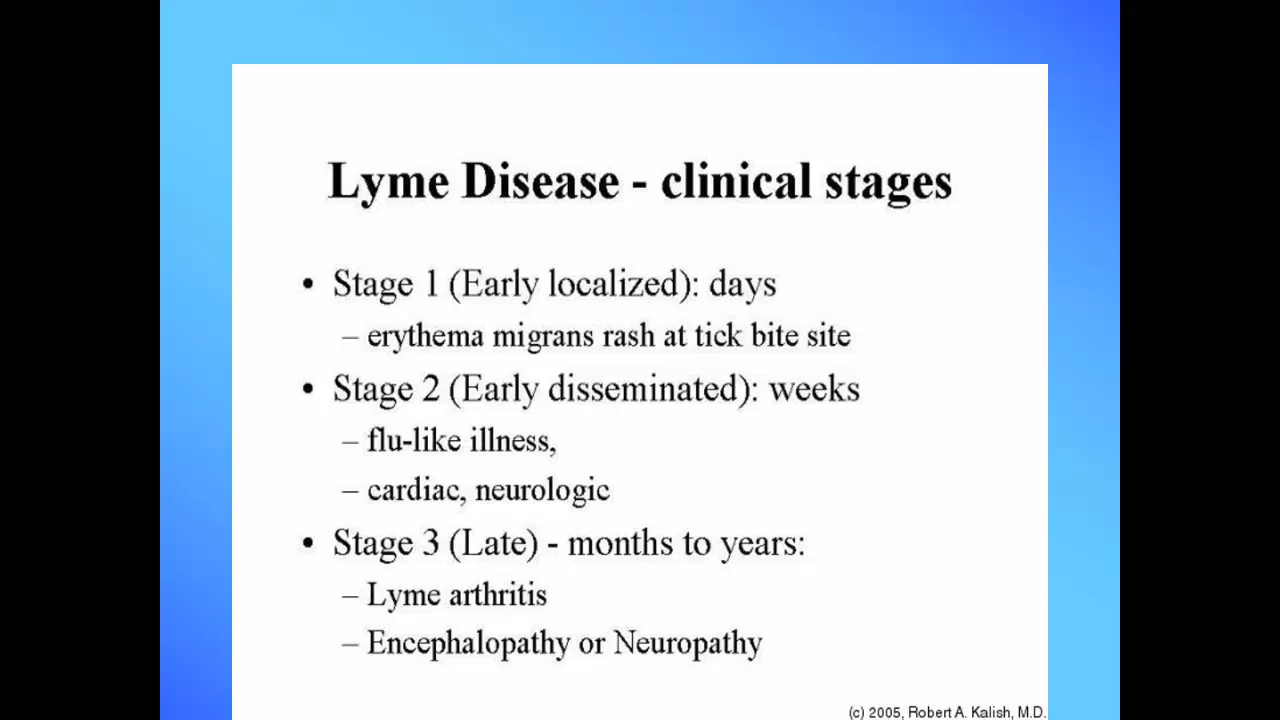 Lyme Disease - clinical stages
• Stage 1 (Early localized): days
– erythema migrans rash at tick bite site
• Stage 2 (Early disseminated): weeks
– flu-like illness,
– cardiac, neurologic
• Stage 3 (Late) - months to years:
– Lyme arthritis
– Encephalopathy or Neuropathy
(c) 2005, Robert A. Kalish, M.D.